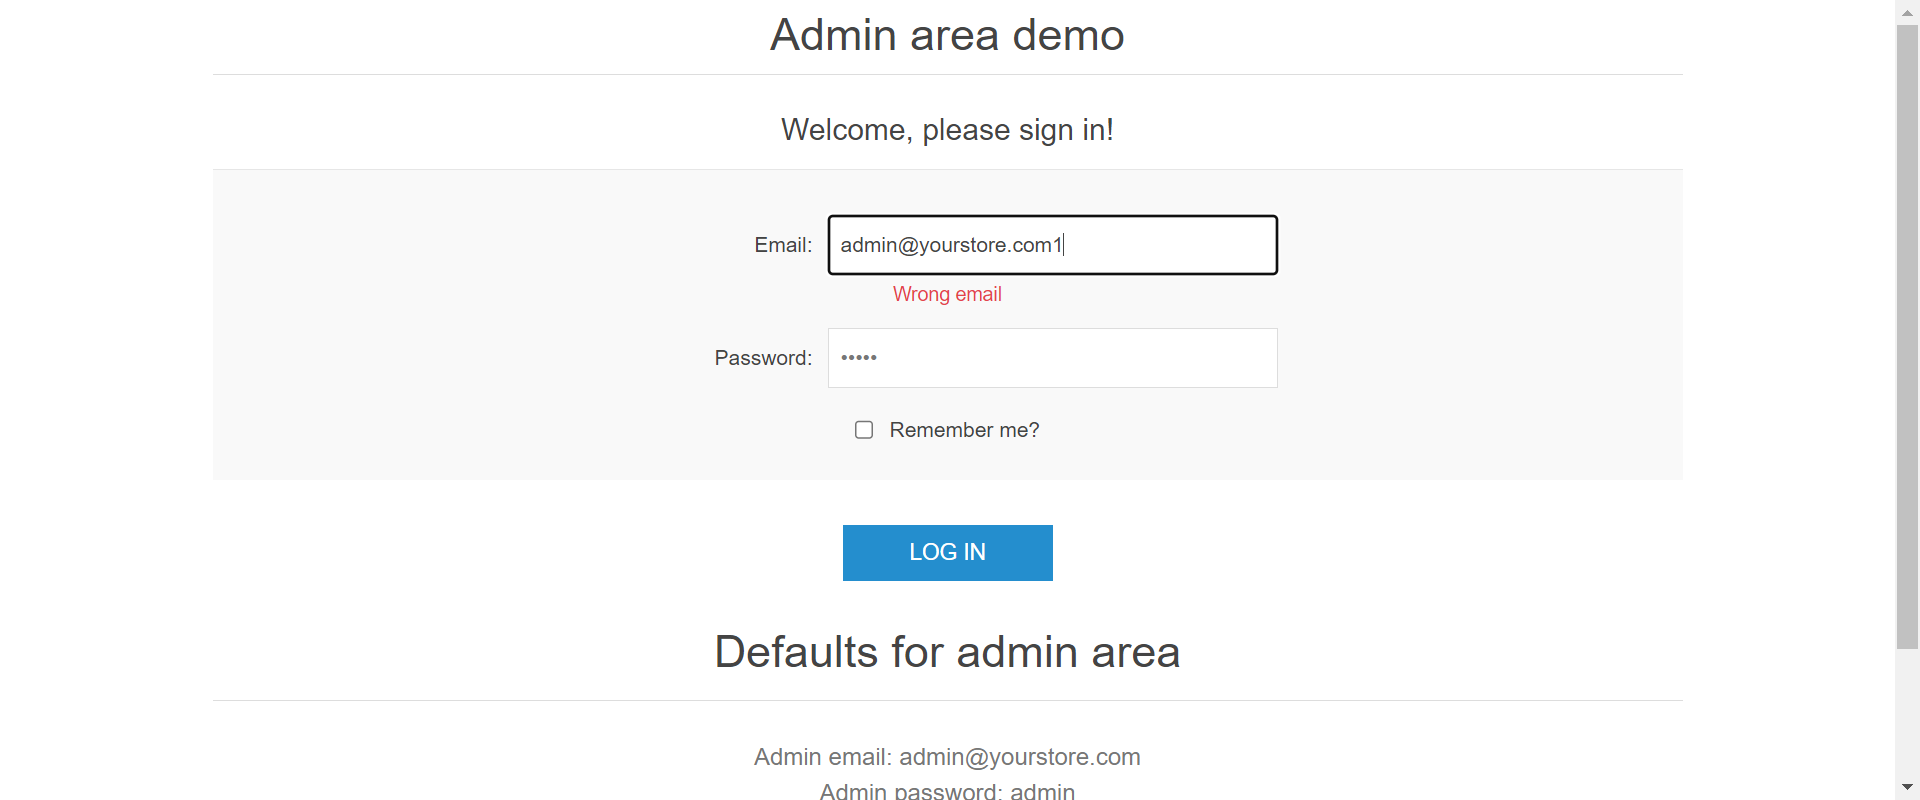 Admin area demo
Welcome, please sign in!
Email: admin@yourstore.com1
Wrong email
Password: •••••
Remember me?
LOG IN
Defaults for admin area
Admin email: admin@yourstore.com
Admin password: admin